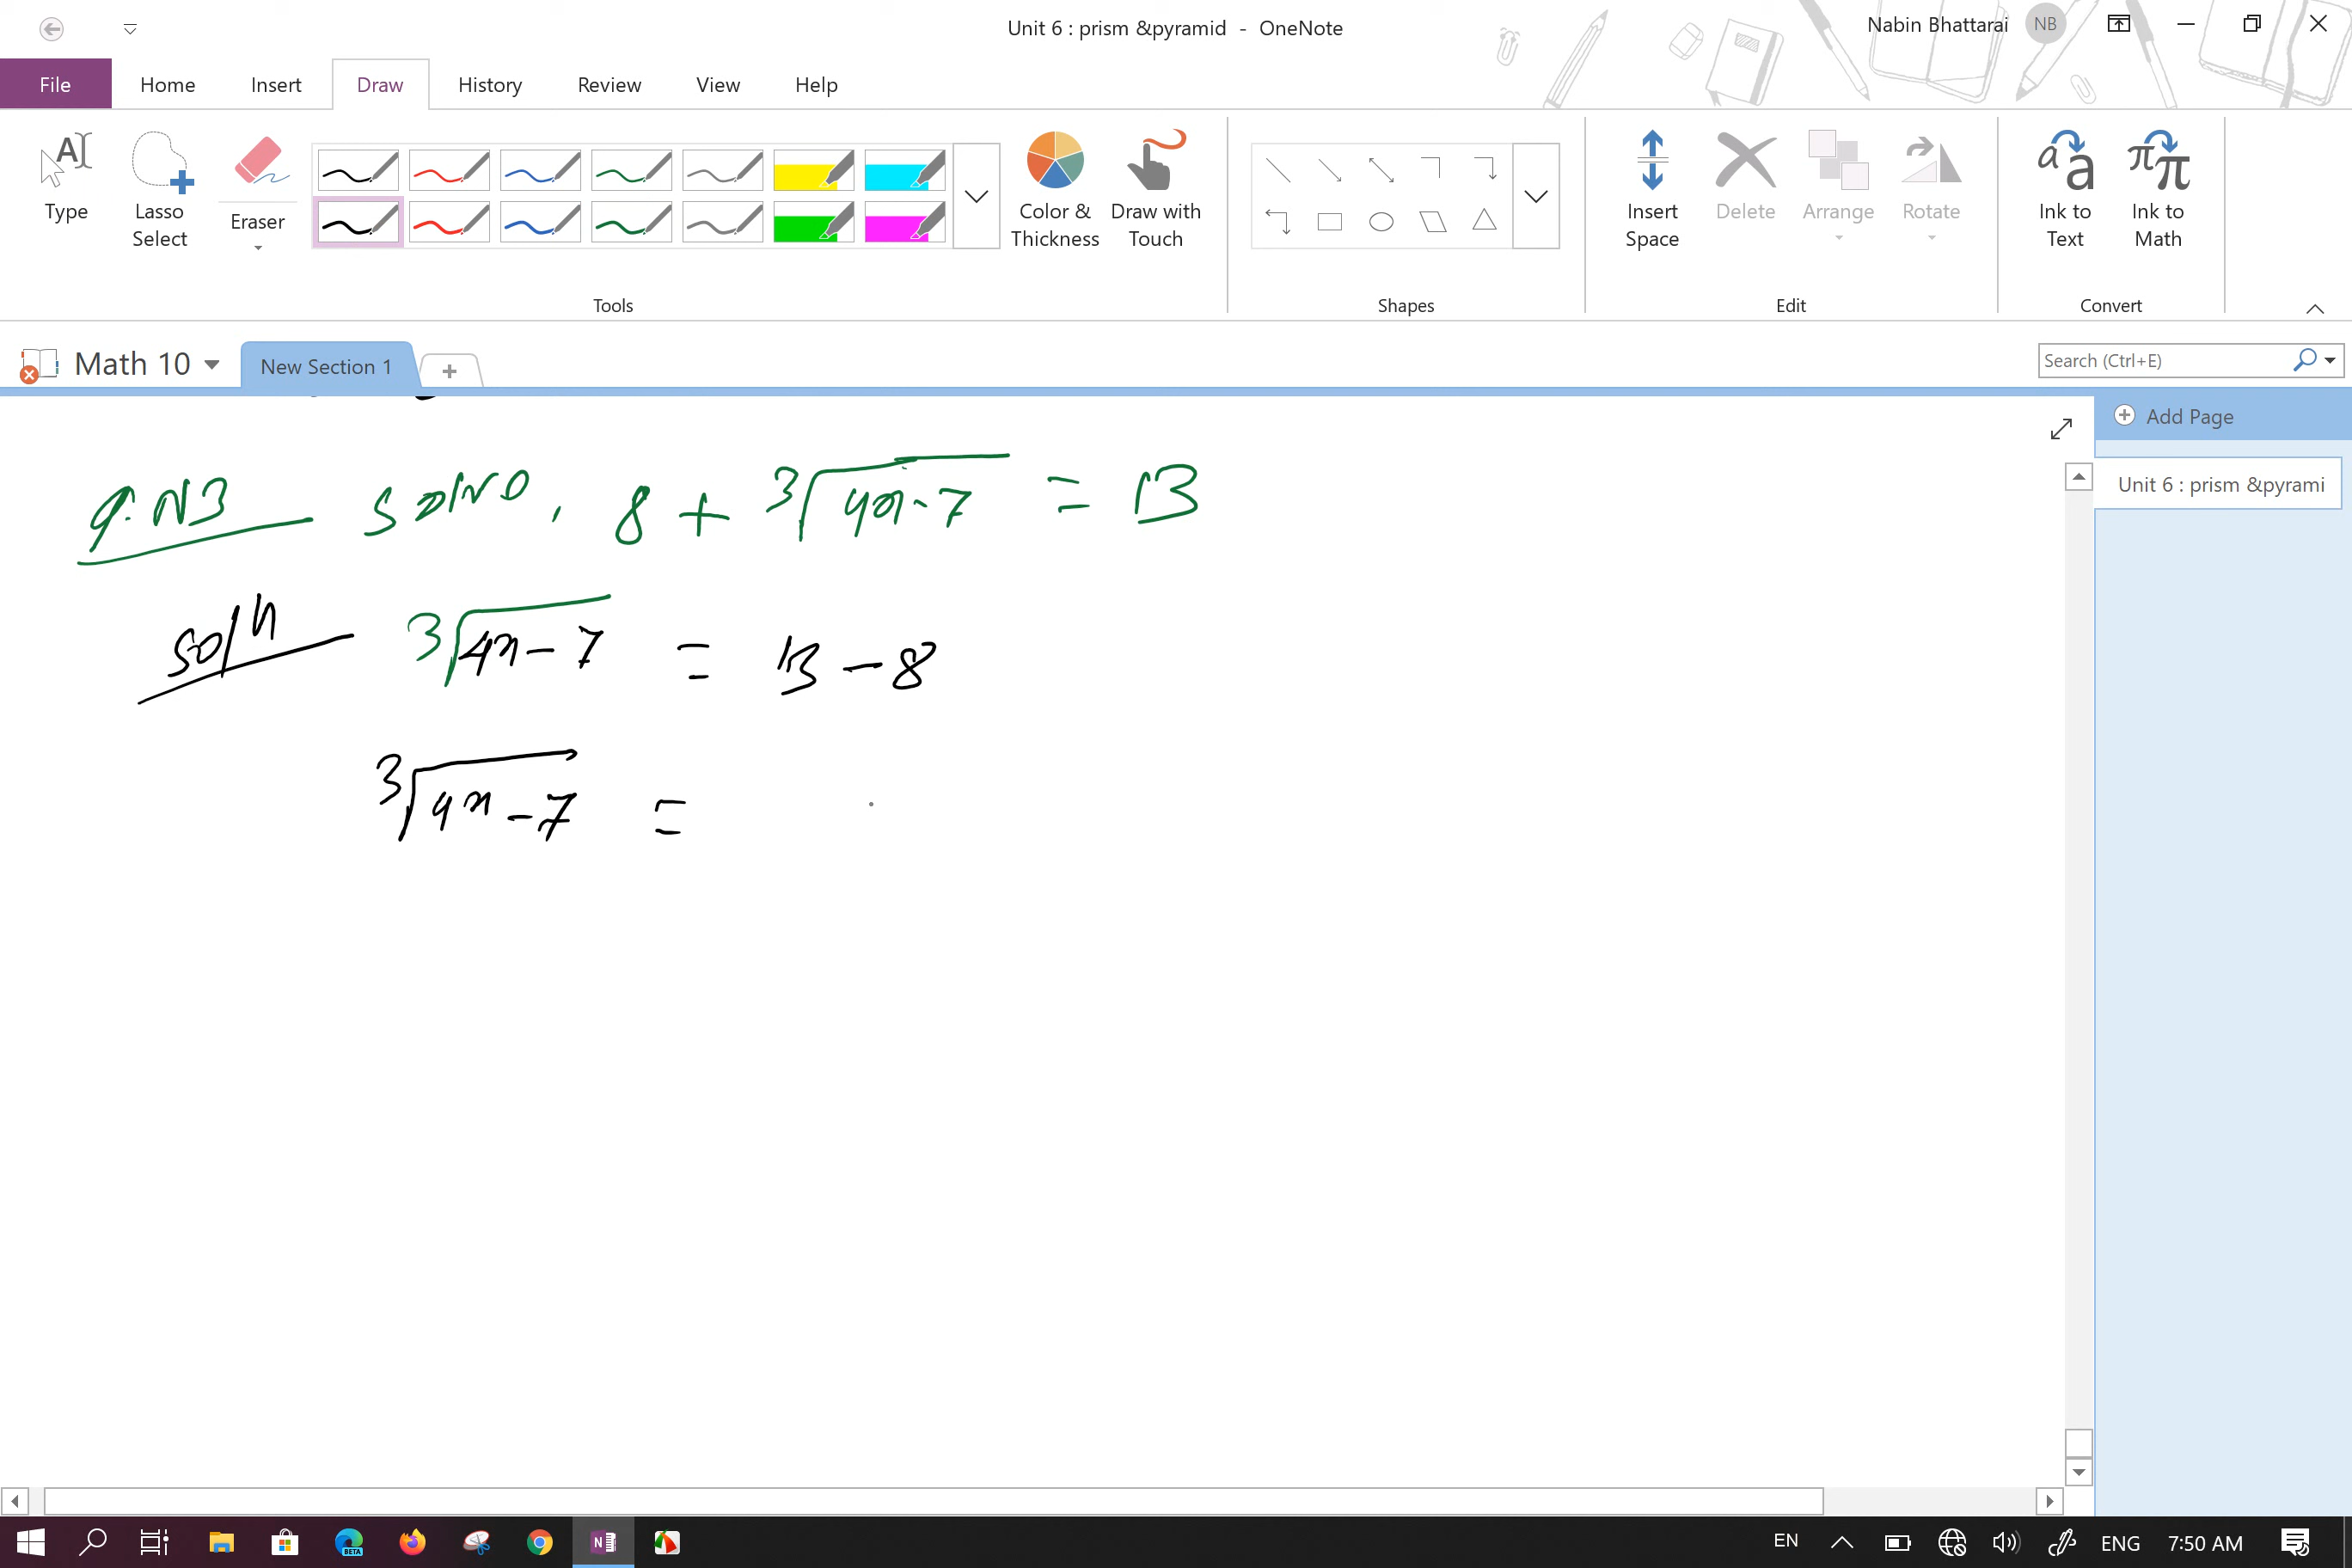 Unit 6 : prism &pyramid - OneNote
Nabin Bhattarai NB
File Home Insert Draw History Review View Help
Type
Lasso Select
Eraser
Color & Thickness
Draw with Touch
Insert Space
Delete
Arrange
Rotate
Ink to Text
Ink to Math
Tools Shapes Edit Convert
Math 10 New Section 1
Search (Ctrl+E)
Add Page
Unit 6 : prism &pyrami
Q.N3 solve, 8 + ∛(4x-7) = 13
solⁿ ∛(4x-7) = 13-8
∛(4x-7) =
EN ENG 7:50 AM